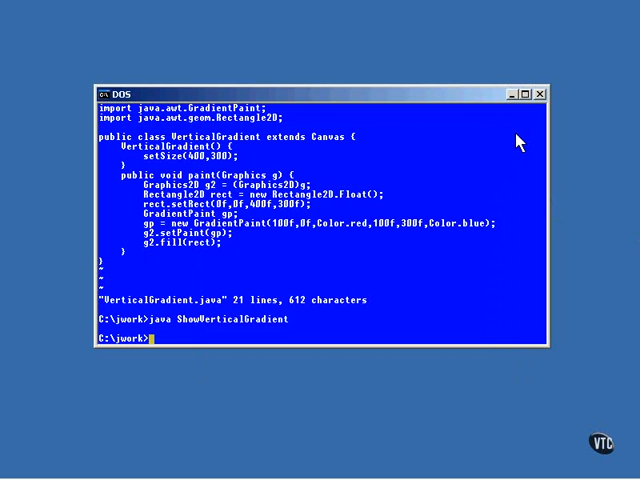 DOS
import java.awt.GradientPaint;
import java.awt.geom.Rectangle2D;
public class VerticalGradient extends Canvas {
VerticalGradient() {
setSize(400,300);
}
public void paint(Graphics g) {
Graphics2D g2 = (Graphics2D)g;
Rectangle2D rect = new Rectangle2D.Float();
rect.setRect(0f,0f,400f,300f);
GradientPaint gp;
gp = new GradientPaint(100f,0f,Color.red,100f,300f,Color.blue);
g2.setPaint(gp);
g2.fill(rect);
}
}
~
~
~
"VerticalGradient.java" 21 lines, 612 characters
C:\jwork>java ShowVerticalGradient
C:\jwork>
VTC